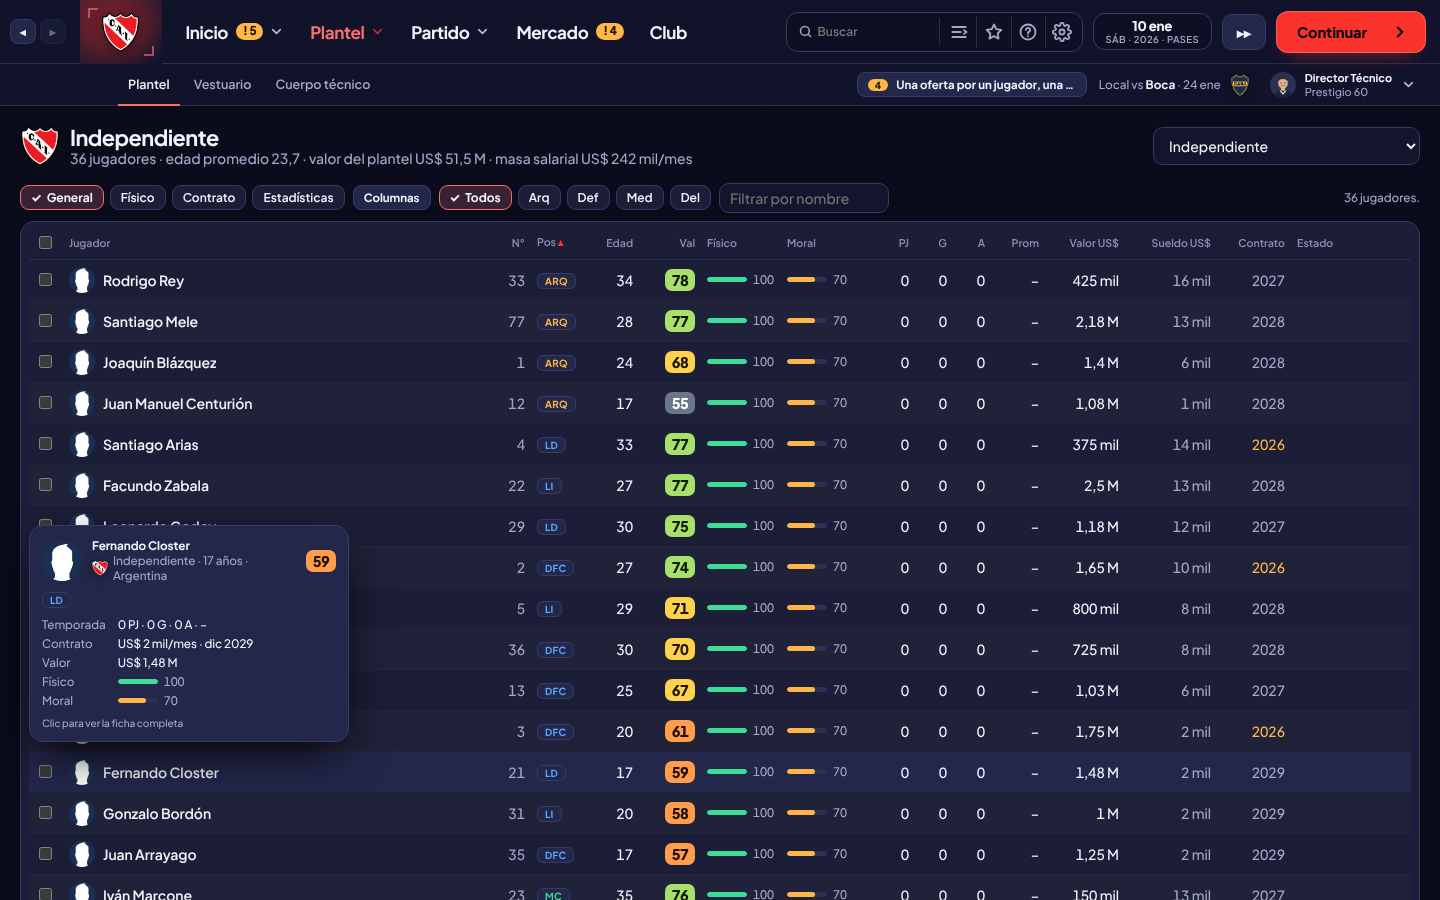 Inicio ! 5 Plantel Partido Mercado ! 4 Club
Buscar
10 ene
SÁB · 2026 · PASES
Continuar
Plantel Vestuario Cuerpo técnico
4 Una oferta por un jugador, una ...
Local vs Boca · 24 ene
Director Técnico
Prestigio 60
Independiente
36 jugadores · edad promedio 23,7 · valor del plantel US$ 51,5 M · masa salarial US$ 242 mil/mes
Independiente
✓ General Físico Contrato Estadísticas Columnas ✓ Todos Arq Def Med Del Filtrar por nombre
36 jugadores.
Jugador N° Pos▲ Edad Val Físico Moral PJ G A Prom Valor US$ Sueldo US$ Contrato Estado
Rodrigo Rey 33 ARQ 34 78 100 70 0 0 0 – 425 mil 16 mil 2027
Santiago Mele 77 ARQ 28 77 100 70 0 0 0 – 2,18 M 13 mil 2028
Joaquín Blázquez 1 ARQ 24 68 100 70 0 0 0 – 1,4 M 6 mil 2028
Juan Manuel Centurión 12 ARQ 17 55 100 70 0 0 0 – 1,08 M 1 mil 2028
Santiago Arias 4 LD 33 77 100 70 0 0 0 – 375 mil 14 mil 2026
Facundo Zabala 22 LI 27 77 100 70 0 0 0 – 2,5 M 13 mil 2028
29 LD 30 75 100 70 0 0 0 – 1,18 M 12 mil 2027
2 DFC 27 74 100 70 0 0 0 – 1,65 M 10 mil 2026
5 LI 29 71 100 70 0 0 0 – 800 mil 8 mil 2028
36 DFC 30 70 100 70 0 0 0 – 725 mil 8 mil 2028
13 DFC 25 67 100 70 0 0 0 – 1,03 M 6 mil 2027
3 DFC 20 61 100 70 0 0 0 – 1,75 M 2 mil 2026
Fernando Closter
Independiente · 17 años ·
Argentina
59
LD
Temporada 0 PJ · 0 G · 0 A · –
Contrato US$ 2 mil/mes · dic 2029
Valor US$ 1,48 M
Físico 100
Moral 70
Clic para ver la ficha completa
Fernando Closter 21 LD 17 59 100 70 0 0 0 – 1,48 M 2 mil 2029
Gonzalo Bordón 31 LI 20 58 100 70 0 0 0 – 1 M 2 mil 2029
Juan Arrayago 35 DFC 17 57 100 70 0 0 0 – 1,25 M 2 mil 2029
Iván Marcone 23 MC 35 76 100 70 0 0 0 – 150 mil 13 mil 2027